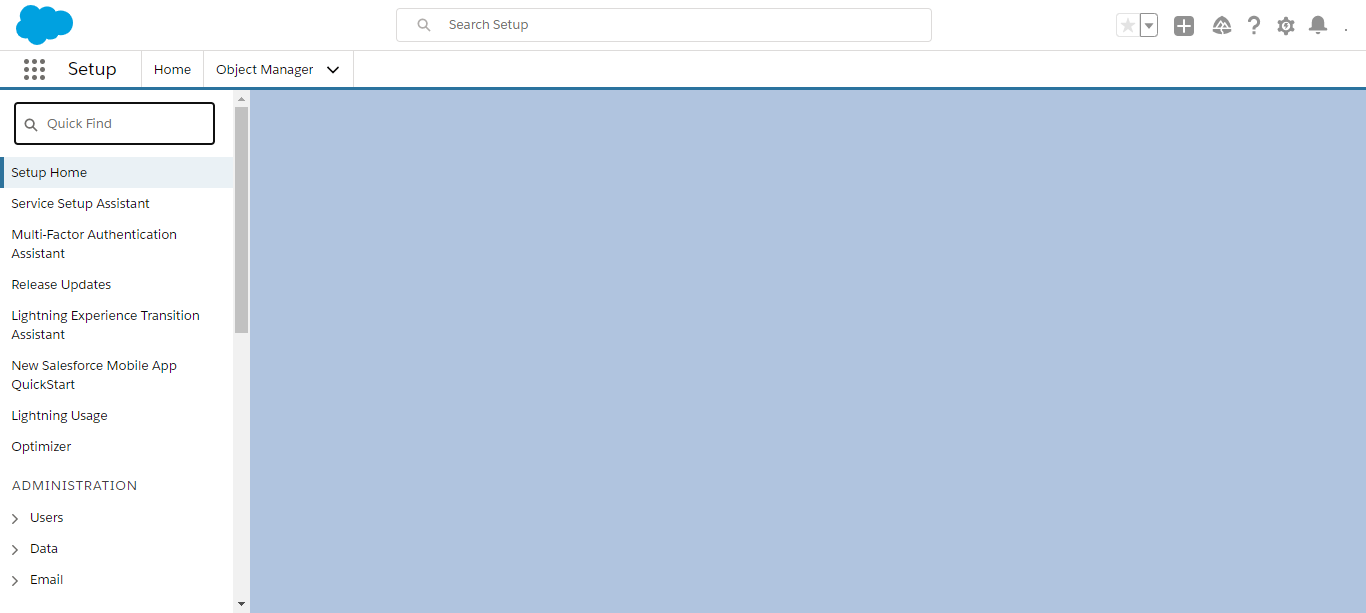 Search Setup
Setup
Home
Object Manager
Quick Find
Setup Home
Service Setup Assistant
Multi-Factor Authentication
Assistant
Release Updates
Lightning Experience Transition
Assistant
New Salesforce Mobile App
QuickStart
Lightning Usage
Optimizer
ADMINISTRATION
Users
Data
Email